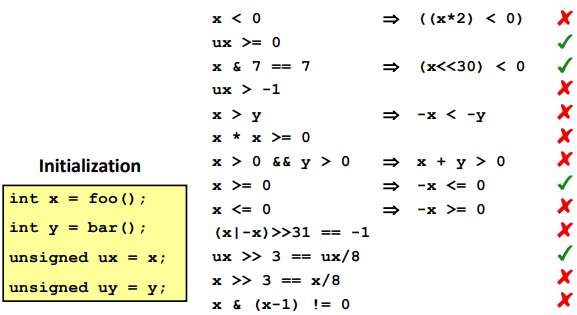 x < 0 ⇒ ((x*2) < 0) ✘
ux >= 0 ✓
x & 7 == 7 ⇒ (x<<30) < 0 ✓
ux > -1 ✘
x > y ⇒ -x < -y ✘
x * x >= 0 ✘
x > 0 && y > 0 ⇒ x + y > 0 ✘
x >= 0 ⇒ -x <= 0 ✓
x <= 0 ⇒ -x >= 0 ✘
(x|-x)>>31 == -1 ✘
ux >> 3 == ux/8 ✓
x >> 3 == x/8 ✘
x & (x-1) != 0 ✘
Initialization
int x = foo();
int y = bar();
unsigned ux = x;
unsigned uy = y;